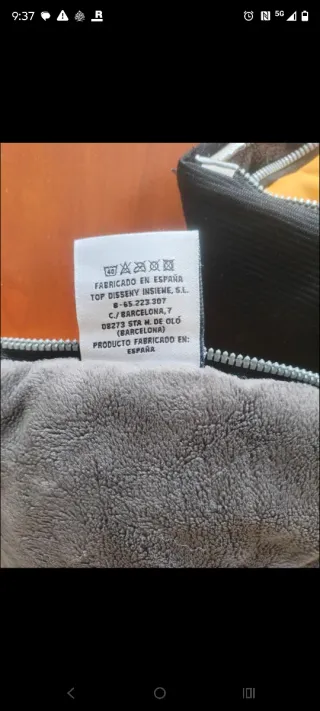 9:37
R
5G
40
FABRICADO EN ESPAÑA
TOP DISSENY INSIEME, S.L.
B-65.223.307
C./BARCELONA, 7
08273 STA M. DE OLÓ
(BARCELONA)
PRODUCTO FABRICADO EN:
ESPAÑA